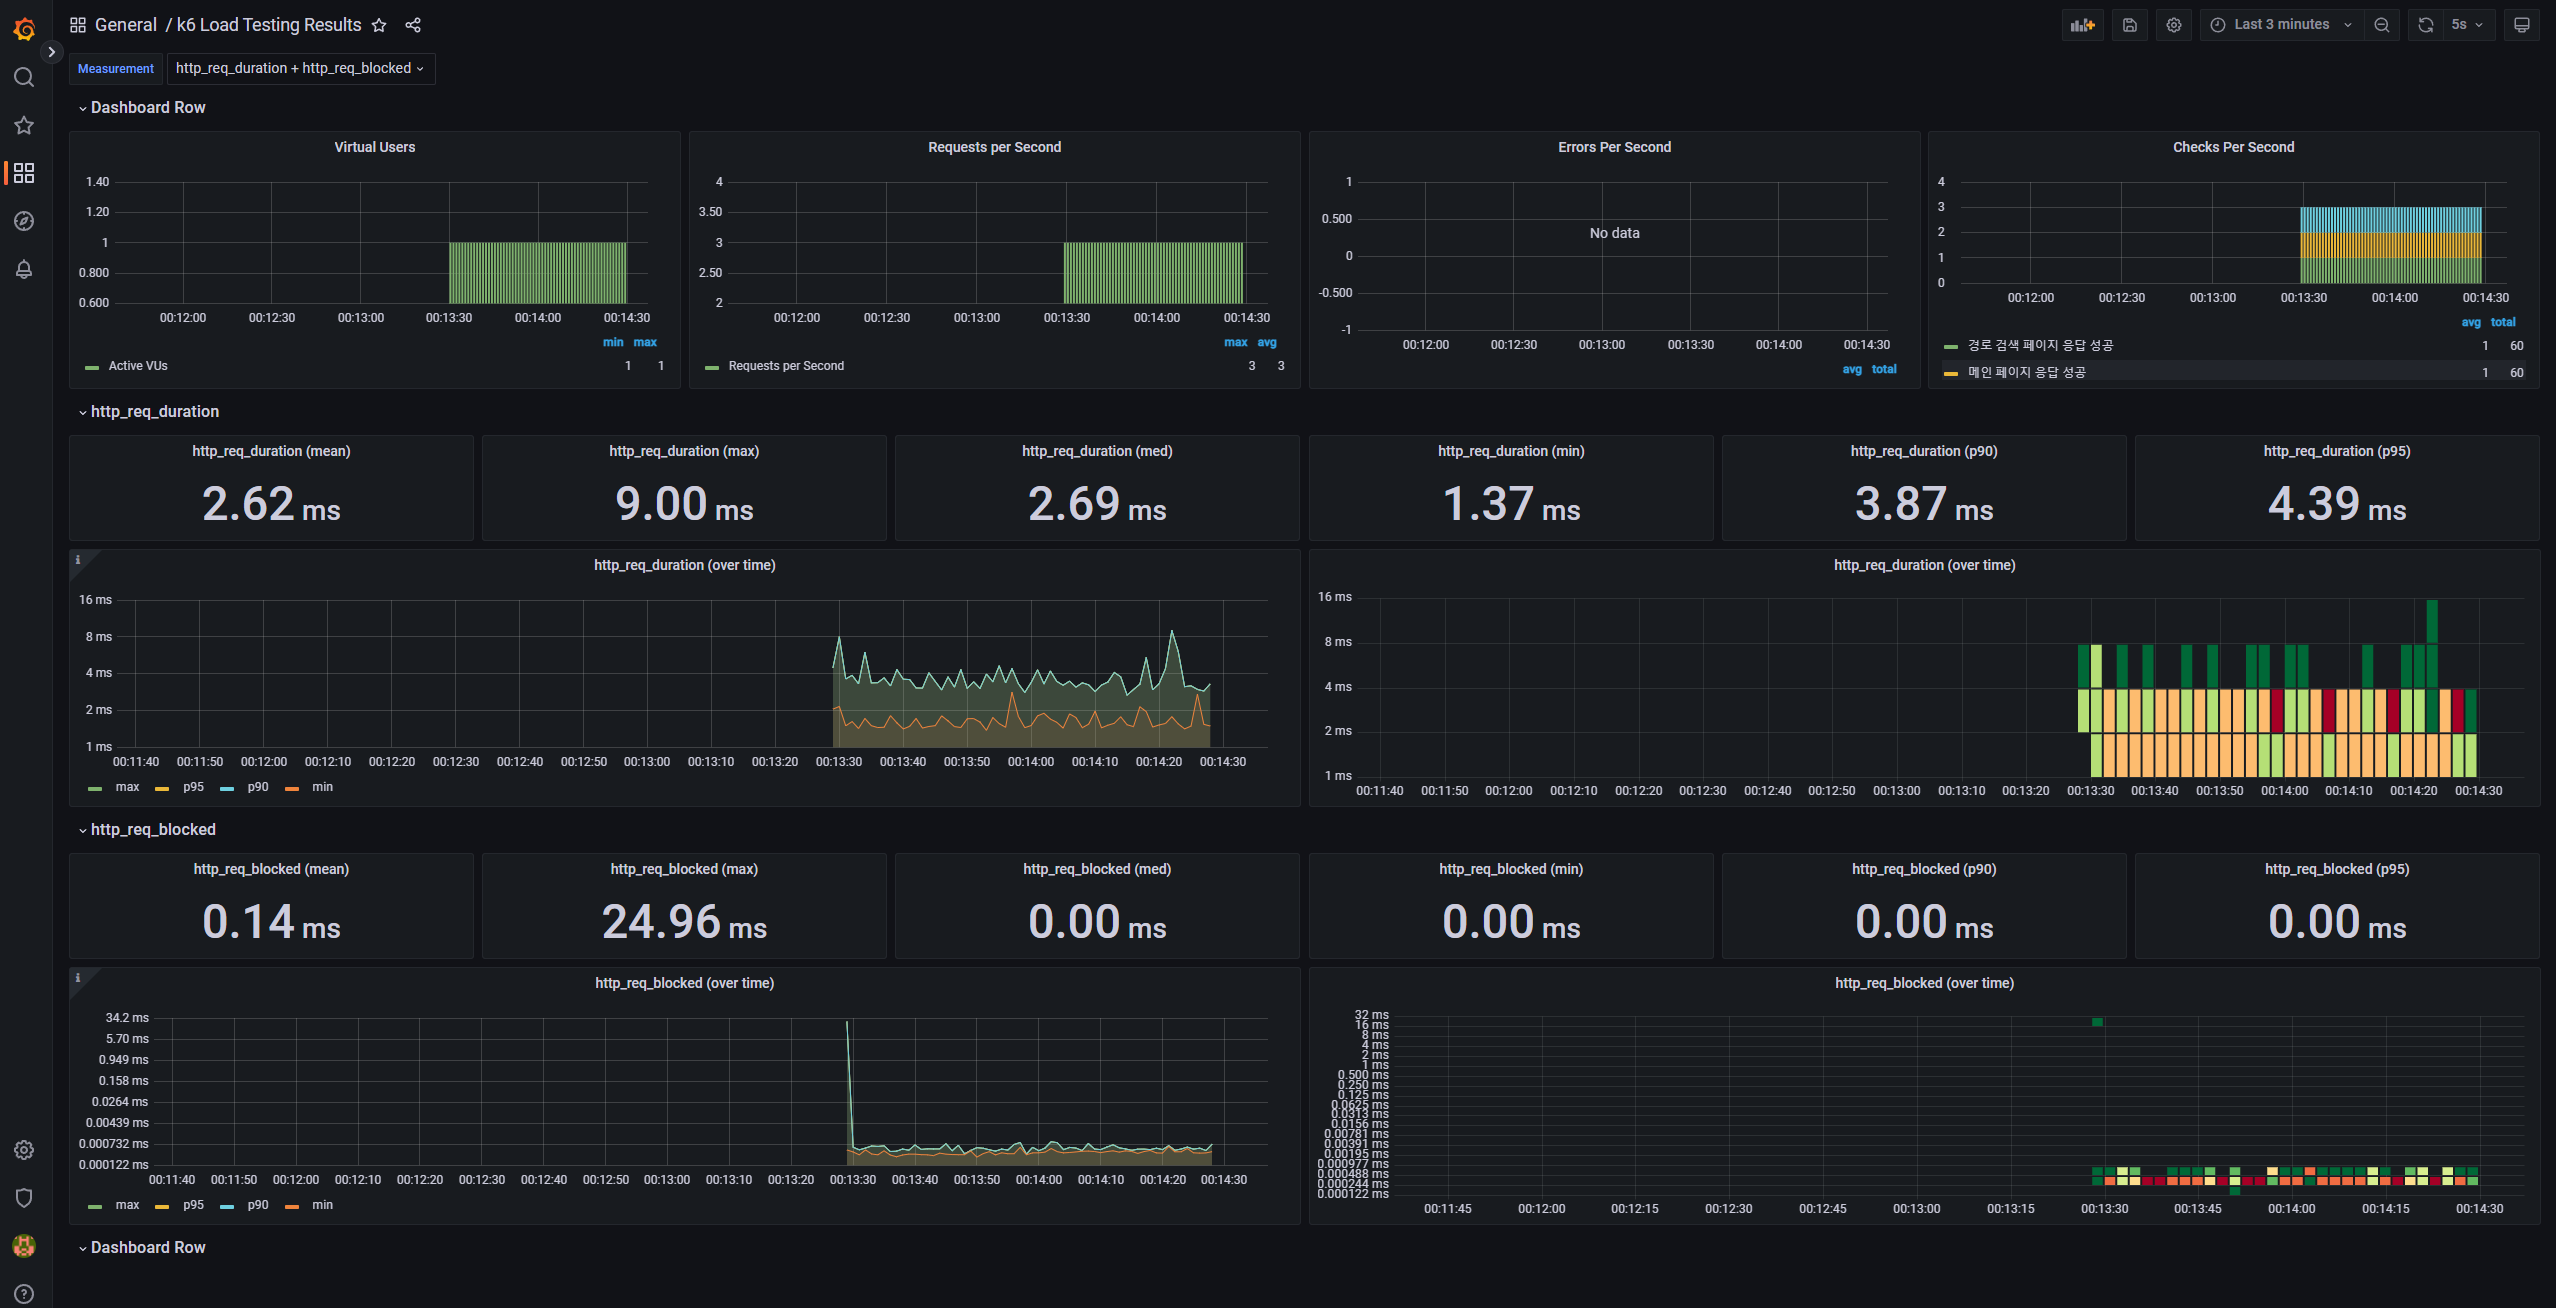 General / k6 Load Testing Results
Last 3 minutes
5s
Measurement
http_req_duration + http_req_blocked
Dashboard Row
Virtual Users
1.40
1.20
1
0.800
0.600
00:12:00 00:12:30 00:13:00 00:13:30 00:14:00 00:14:30
min max
Active VUs 1 1
Requests per Second
4
3.50
3
2.50
2
00:12:00 00:12:30 00:13:00 00:13:30 00:14:00 00:14:30
max avg
Requests per Second 3 3
Errors Per Second
1
0.500
No data
0
-0.500
-1
00:12:00 00:12:30 00:13:00 00:13:30 00:14:00 00:14:30
avg total
Checks Per Second
4
3
2
1
0
00:12:00 00:12:30 00:13:00 00:13:30 00:14:00 00:14:30
avg total
경로 검색 페이지 응답 성공 1 60
메인 페이지 응답 성공 1 60
http_req_duration
http_req_duration (mean)
2.62 ms
http_req_duration (max)
9.00 ms
http_req_duration (med)
2.69 ms
http_req_duration (min)
1.37 ms
http_req_duration (p90)
3.87 ms
http_req_duration (p95)
4.39 ms
http_req_duration (over time)
16 ms
8 ms
4 ms
2 ms
1 ms
00:11:40 00:11:50 00:12:00 00:12:10 00:12:20 00:12:30 00:12:40 00:12:50 00:13:00 00:13:10 00:13:20 00:13:30 00:13:40 00:13:50 00:14:00 00:14:10 00:14:20 00:14:30
max p95 p90 min
http_req_duration (over time)
16 ms
8 ms
4 ms
2 ms
1 ms
00:11:40 00:11:50 00:12:00 00:12:10 00:12:20 00:12:30 00:12:40 00:12:50 00:13:00 00:13:10 00:13:20 00:13:30 00:13:40 00:13:50 00:14:00 00:14:10 00:14:20 00:14:30
http_req_blocked
http_req_blocked (mean)
0.14 ms
http_req_blocked (max)
24.96 ms
http_req_blocked (med)
0.00 ms
http_req_blocked (min)
0.00 ms
http_req_blocked (p90)
0.00 ms
http_req_blocked (p95)
0.00 ms
http_req_blocked (over time)
34.2 ms
5.70 ms
0.949 ms
0.158 ms
0.0264 ms
0.00439 ms
0.000732 ms
0.000122 ms
00:11:40 00:11:50 00:12:00 00:12:10 00:12:20 00:12:30 00:12:40 00:12:50 00:13:00 00:13:10 00:13:20 00:13:30 00:13:40 00:13:50 00:14:00 00:14:10 00:14:20 00:14:30
max p95 p90 min
http_req_blocked (over time)
32 ms
16 ms
8 ms
4 ms
2 ms
1 ms
0.500 ms
0.250 ms
0.125 ms
0.0625 ms
0.0313 ms
0.0156 ms
0.00781 ms
0.00391 ms
0.00195 ms
0.000977 ms
0.000488 ms
0.000244 ms
0.000122 ms
00:11:45 00:12:00 00:12:15 00:12:30 00:12:45 00:13:00 00:13:15 00:13:30 00:13:45 00:14:00 00:14:15 00:14:30
Dashboard Row